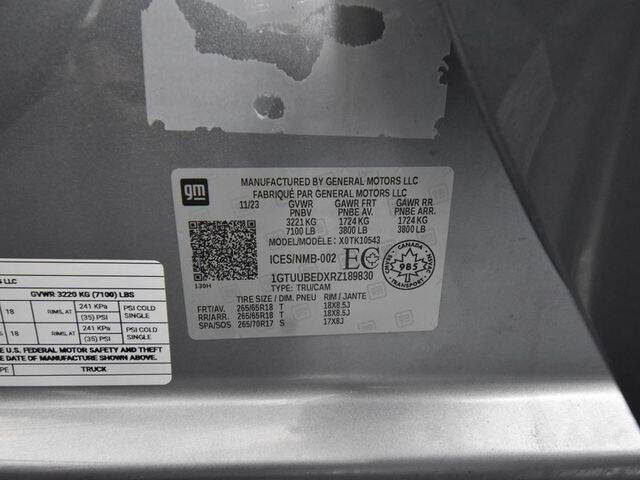 gm
MANUFACTURED BY GENERAL MOTORS LLC
FABRIQUÉ PAR GENERAL MOTORS LLC
11/23 GVWR GAWR FRT GAWR RR
PNBV PNBE AV. PNBE ARR.
3221 KG 1724 KG 1724 KG
7100 LB 3800 LB 3800 LB
MODEL/MODÈLE: X0TK10543
ICES/NMB-002 EC
CANADA
985
139H
1GTUUBEDXRZ189830
TYPE: TRU/CAM
TIRE SIZE / DIM. PNEU RIM / JANTE
FRT/AV. 265/65R18 T 18X8.5J
RR/ARR. 265/65R18 T 18X8.5J
SPA/SOS 265/70R17 S 17X8J
LLC
GVWR 3220 KG (7100) LBS
18 RIMS, AT 241 KPa (35) PSI PSI COLD SINGLE
18 RIMS, AT 241 KPa (35) PSI PSI COLD SINGLE
U.S. FEDERAL MOTOR SAFETY AND THEFT
DATE OF MANUFACTURE SHOWN ABOVE.
TRUCK